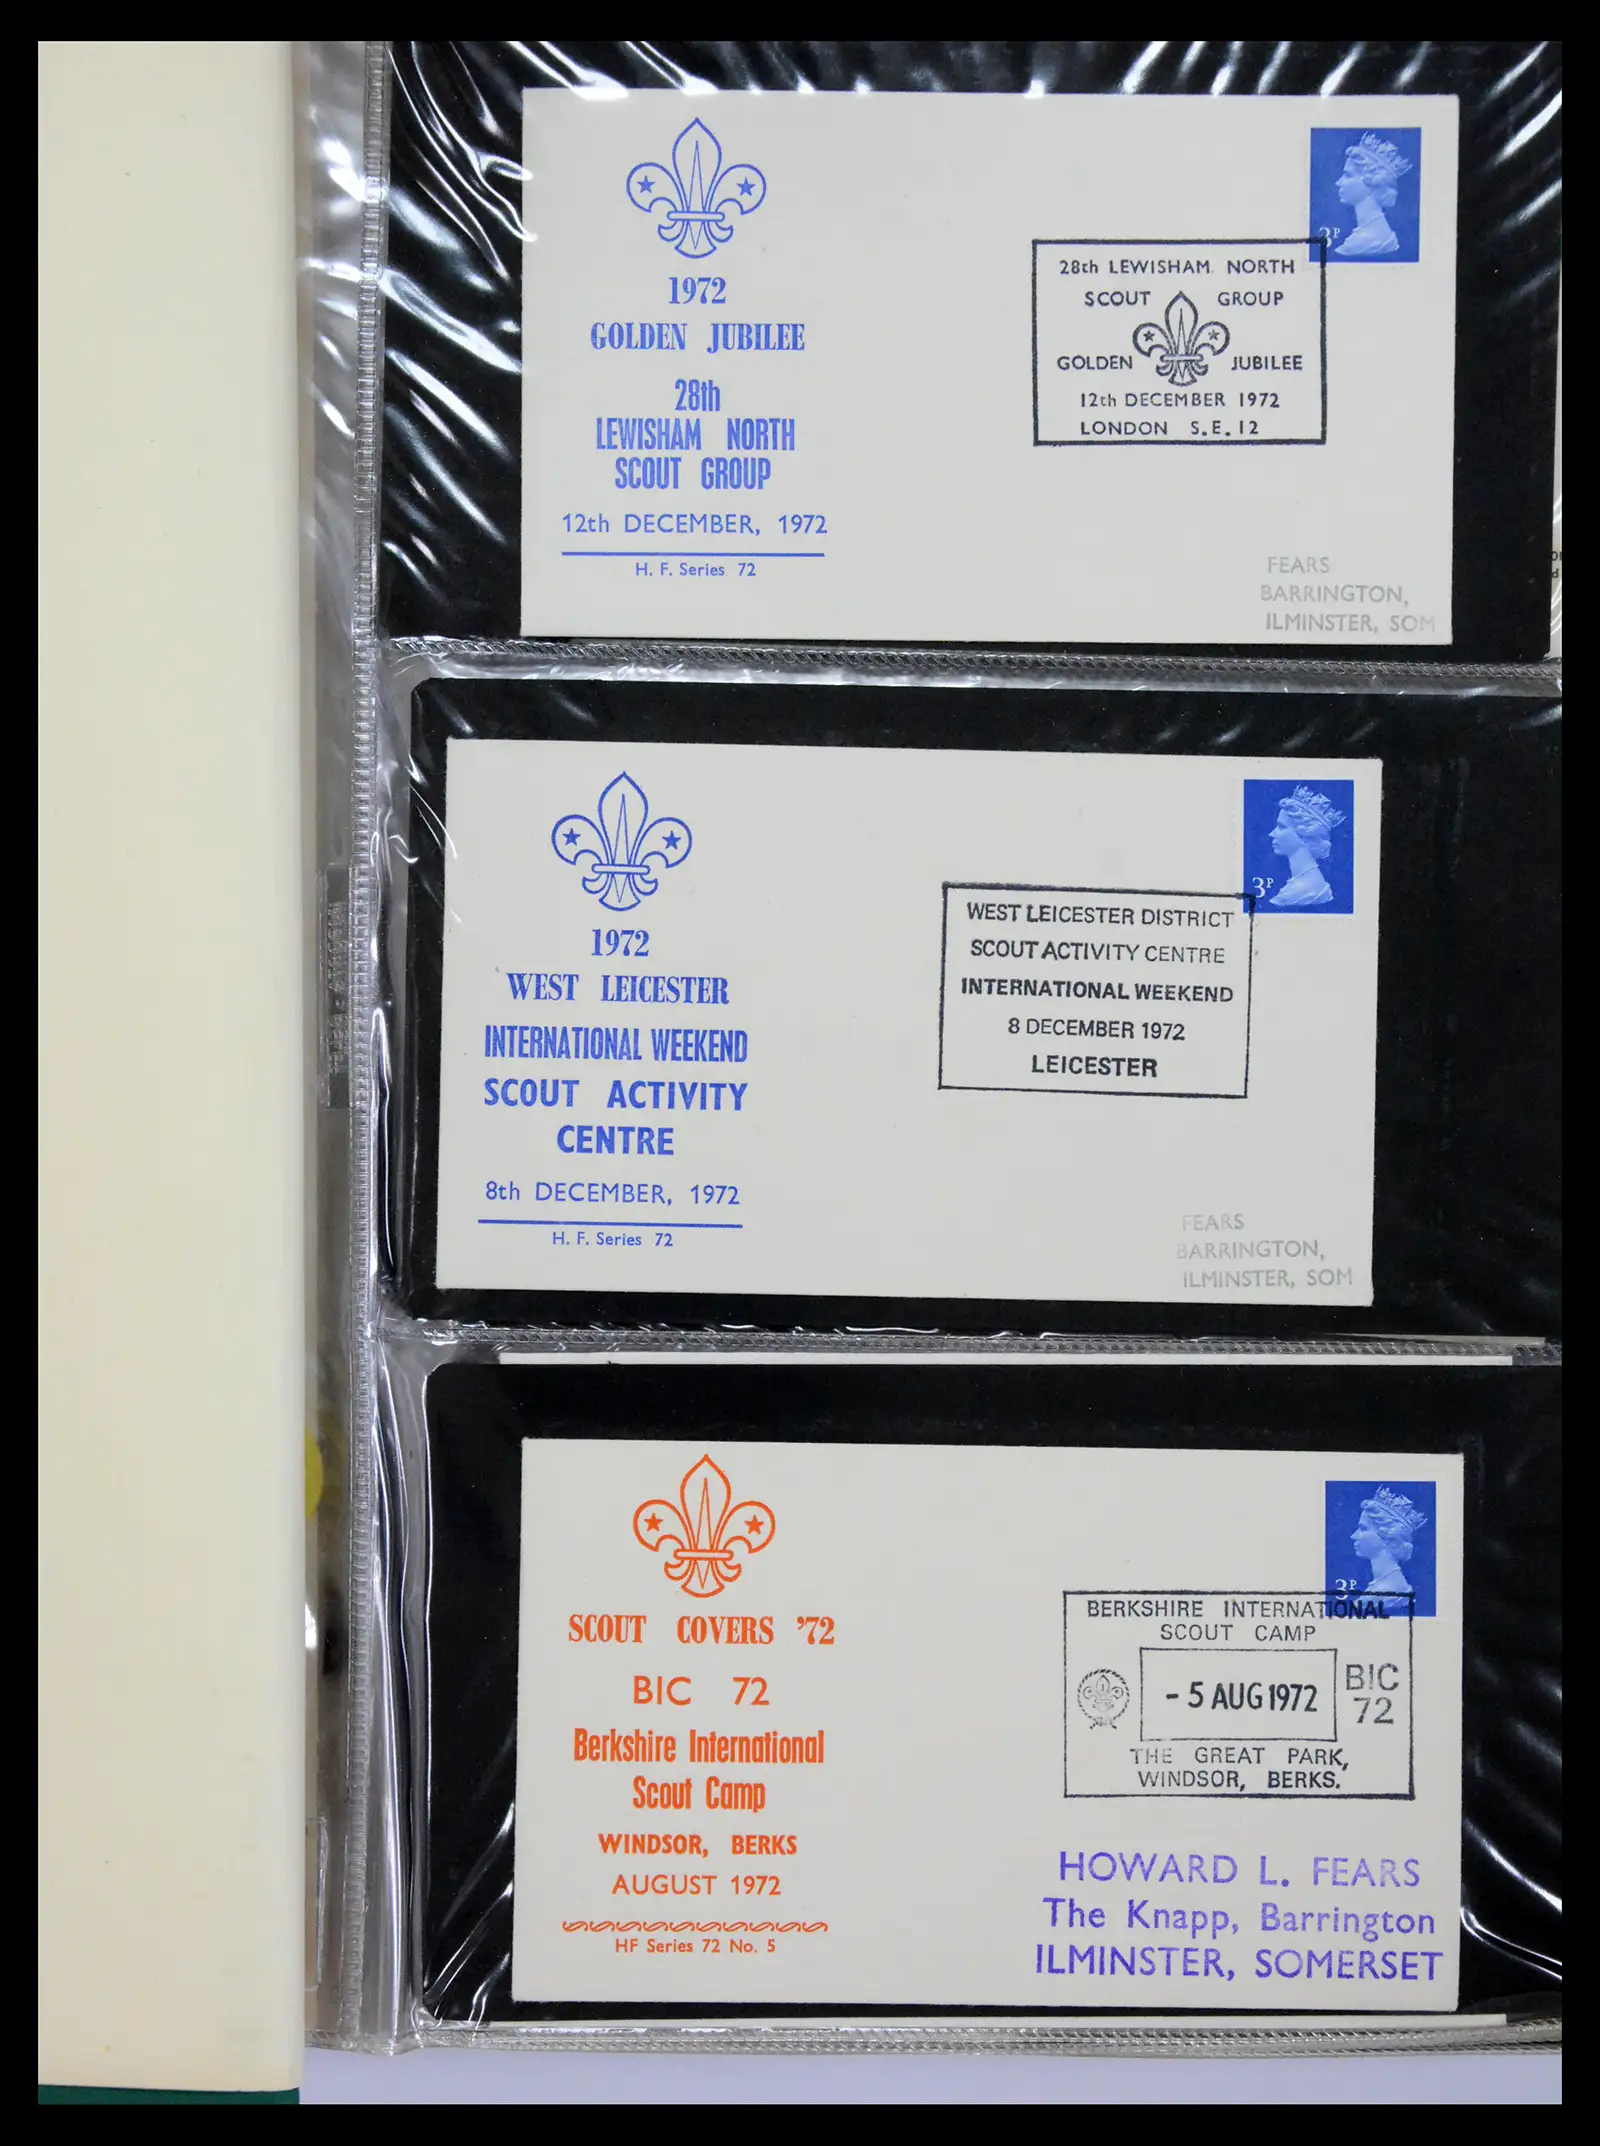 1972
GOLDEN JUBILEE
28th
LEWISHAM NORTH
SCOUT GROUP
12th DECEMBER, 1972
H. F. Series 72
3P
28th LEWISHAM NORTH
SCOUT GROUP
GOLDEN JUBILEE
12th DECEMBER 1972
LONDON S.E.12
FEARS
BARRINGTON,
ILMINSTER, SOM
1972
WEST LEICESTER
INTERNATIONAL WEEKEND
SCOUT ACTIVITY
CENTRE
8th DECEMBER, 1972
H. F. Series 72
3P
WEST LEICESTER DISTRICT
SCOUT ACTIVITY CENTRE
INTERNATIONAL WEEKEND
8 DECEMBER 1972
LEICESTER
FEARS
BARRINGTON,
ILMINSTER, SOM
SCOUT COVERS '72
BIC 72
Berkshire International
Scout Camp
WINDSOR, BERKS
AUGUST 1972
HF Series 72 No. 5
3P
BERKSHIRE INTERNATIONAL
SCOUT CAMP
- 5 AUG 1972
BIC
72
THE GREAT PARK,
WINDSOR, BERKS.
HOWARD L. FEARS
The Knapp, Barrington
ILMINSTER, SOMERSET